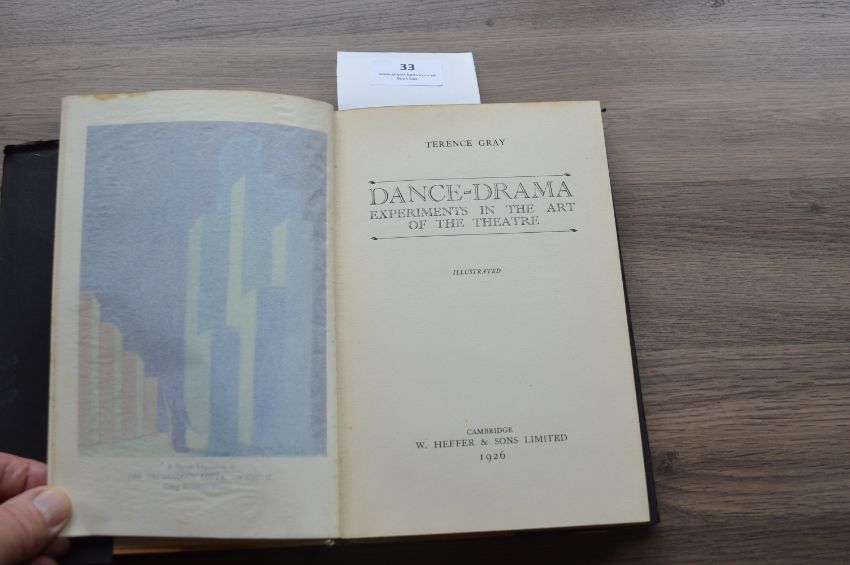 33
TERENCE GRAY
DANCE-DRAMA
EXPERIMENTS IN THE ART
OF THE THEATRE
ILLUSTRATED
CAMBRIDGE
W. HEFFER & SONS LIMITED
1926